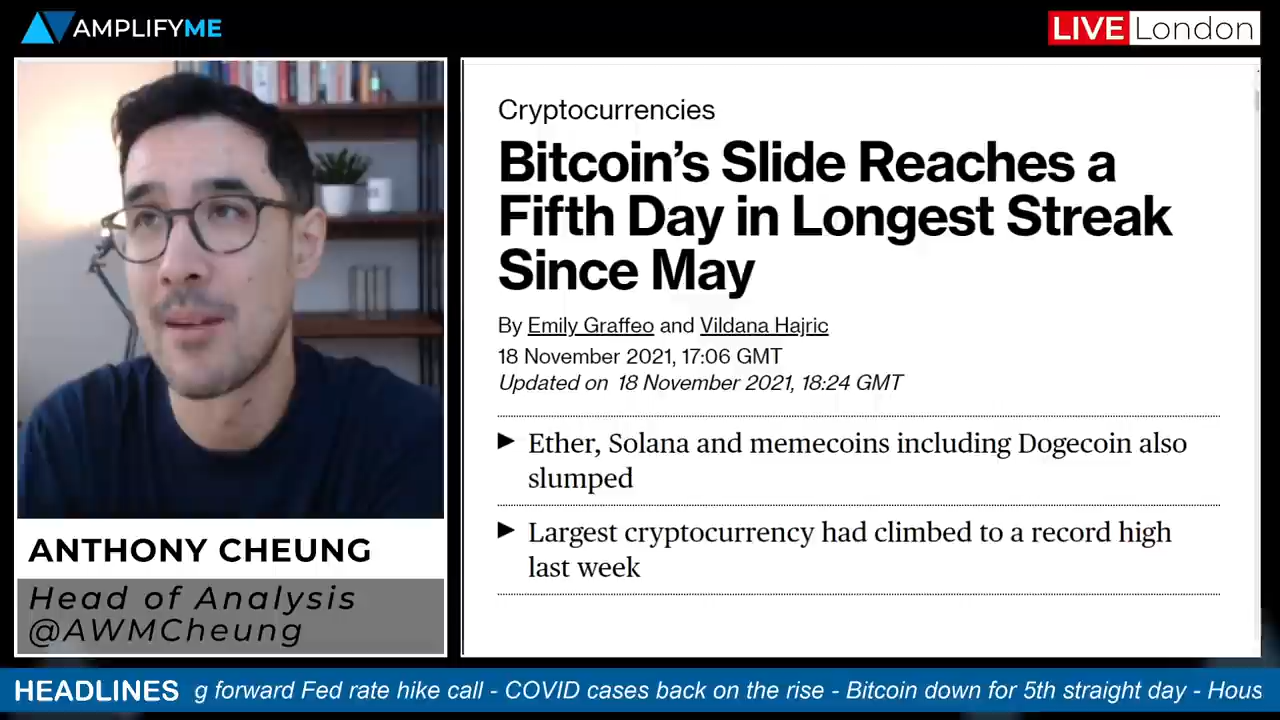 AMPLIFYME
LIVE London
Cryptocurrencies
Bitcoin’s Slide Reaches a
Fifth Day in Longest Streak
Since May
By Emily Graffeo and Vildana Hajric
18 November 2021, 17:06 GMT
Updated on 18 November 2021, 18:24 GMT
Ether, Solana and memecoins including Dogecoin also
slumped
Largest cryptocurrency had climbed to a record high
last week
ANTHONY CHEUNG
Head of Analysis
@AWMCheung
HEADLINES g forward Fed rate hike call - COVID cases back on the rise - Bitcoin down for 5th straight day - Hous